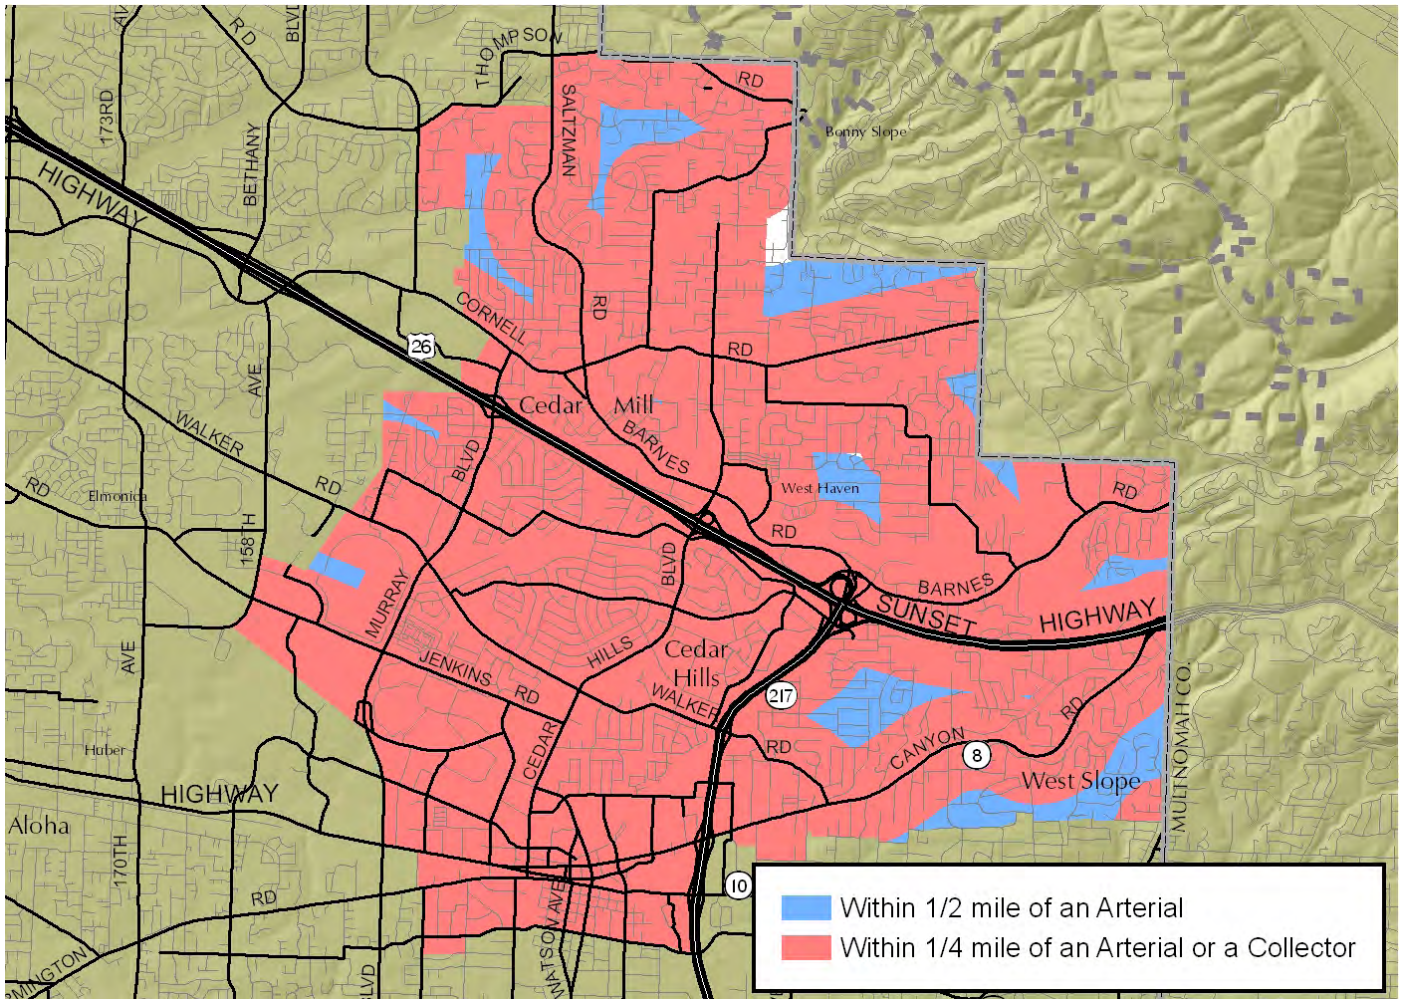 THOMPSON
RD
BLVD
AV
RD
173RD
SALTZMAN
BETHANY
Bonny Slope
HIGHWAY
CORNELL
RD
26
RD
AVE
Cedar Mill
WALKER
BARNES
BLVD
RD
RD
Elmonica
West Haven
RD
158TH
RD
BLVD
MURRAY
BARNES
SUNSET
HIGHWAY
AVE
HILLS
Cedar
Hills
JENKINS
RD
WALKER
217
RD
MULTNOMAH CO.
CEDAR
RD
CANYON
8
Huber
West Slope
HIGHWAY
Aloha
170TH
10
RD
WATSON AVE
BLVD
RMINGTON
Within 1/2 mile of an Arterial
Within 1/4 mile of an Arterial or a Collector